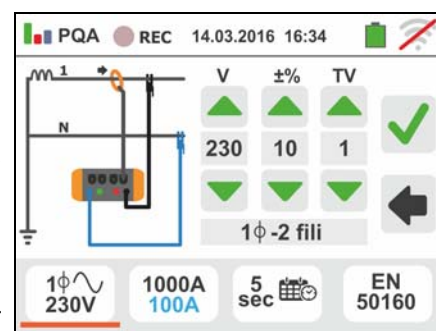 PQA REC 14.03.2016 16:34
1 V ±% TV
N
230 10 1
1ϕ -2 fili
1ϕ 1000A 5 EN
230V 100A sec 50160